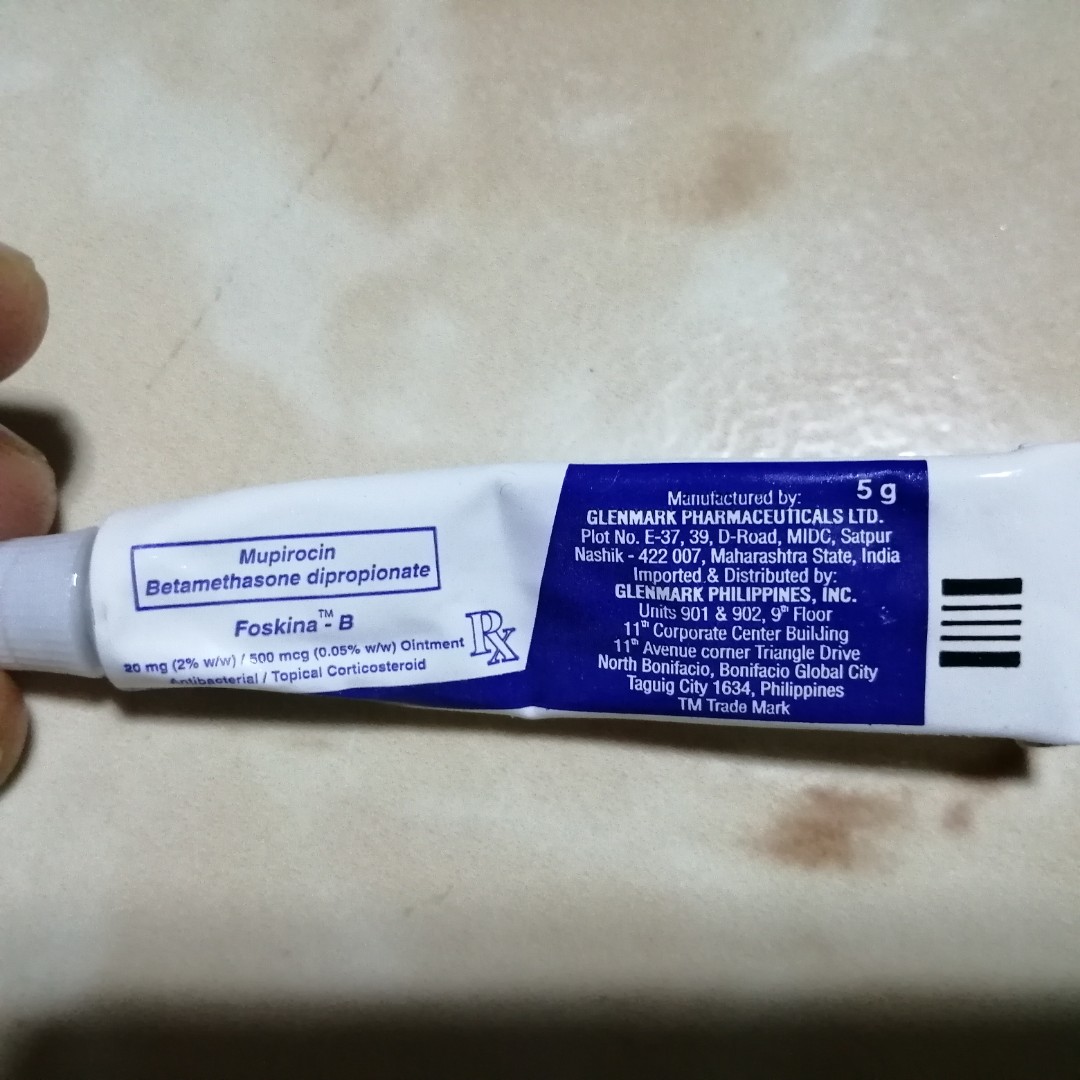 Mupirocin
Betamethasone dipropionate
Foskina™- B
20 mg (2% w/w) / 500 mcg (0.05% w/w) Ointment
Antibacterial / Topical Corticosteroid
Rx
5 g
Manufactured by:
GLENMARK PHARMACEUTICALS LTD.
Plot No. E-37, 39, D-Road, MIDC, Satpur
Nashik - 422 007, Maharashtra State, India
Imported & Distributed by:
GLENMARK PHILIPPINES, INC.
Units 901 & 902, 9th Floor
11th Corporate Center Building
11th Avenue corner Triangle Drive
North Bonifacio, Bonifacio Global City
Taguig City 1634, Philippines
TM Trade Mark